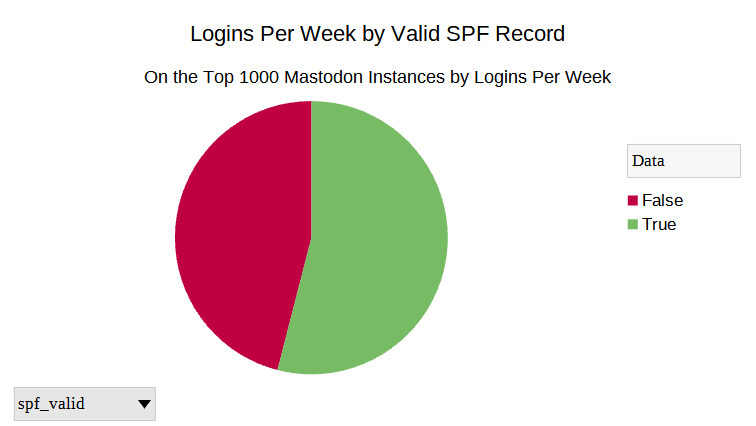 Logins Per Week by Valid SPF Record
On the Top 1000 Mastodon Instances by Logins Per Week
Data
False
True
spf_valid